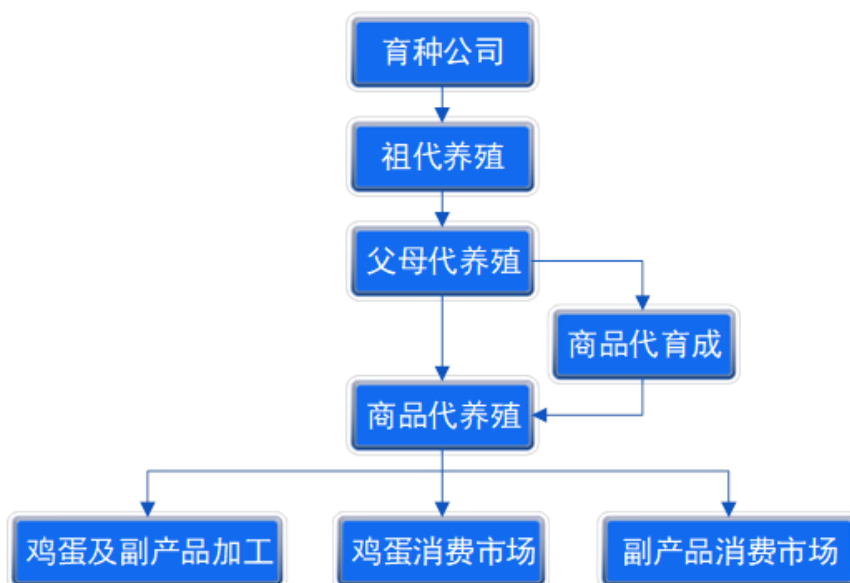 育种公司
祖代养殖
父母代养殖
商品代育成
商品代养殖
鸡蛋及副产品加工
鸡蛋消费市场
副产品消费市场